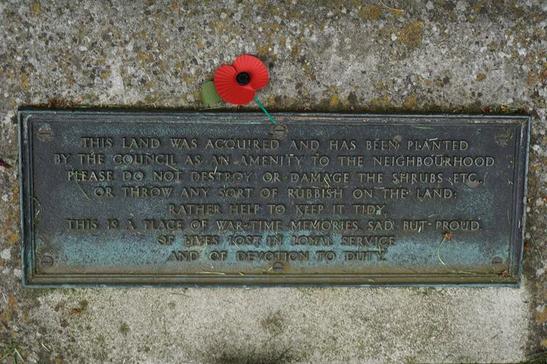 THIS LAND WAS ACQUIRED AND HAS BEEN PLANTED
BY THE COUNCIL AS AN AMENITY TO THE NEIGHBOURHOOD
PLEASE DO NOT DESTROY OR DAMAGE THE SHRUBS ETC.,
OR THROW ANY SORT OF RUBBISH ON THE LAND.
RATHER HELP TO KEEP IT TIDY.
THIS IS A PLACE OF WAR-TIME MEMORIES, SAD, BUT PROUD.
OF LIVES LOST IN LOYAL SERVICE
AND OF DEVOTION TO DUTY.